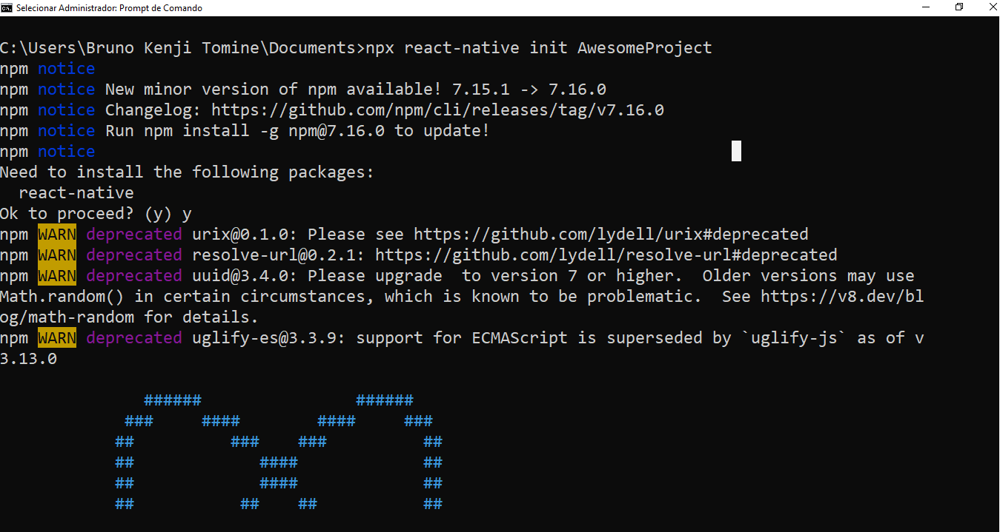 Selecionar Administrador: Prompt de Comando
C:\Users\Bruno Kenji Tomine\Documents>npx react-native init AwesomeProject
npm notice
npm notice New minor version of npm available! 7.15.1 -> 7.16.0
npm notice Changelog: https://github.com/npm/cli/releases/tag/v7.16.0
npm notice Run npm install -g npm@7.16.0 to update!
npm notice
Need to install the following packages:
  react-native
Ok to proceed? (y) y
npm WARN deprecated urix@0.1.0: Please see https://github.com/lydell/urix#deprecated
npm WARN deprecated resolve-url@0.2.1: https://github.com/lydell/resolve-url#deprecated
npm WARN deprecated uuid@3.4.0: Please upgrade  to version 7 or higher.  Older versions may use
Math.random() in certain circumstances, which is known to be problematic.  See https://v8.dev/bl
og/math-random for details.
npm WARN deprecated uglify-es@3.3.9: support for ECMAScript is superseded by `uglify-js` as of v
3.13.0
               ######                ######
             ###     ####        ####     ###
            ##          ###    ###          ##
            ##             ####             ##
            ##             ####             ##
            ##           ##    ##           ##